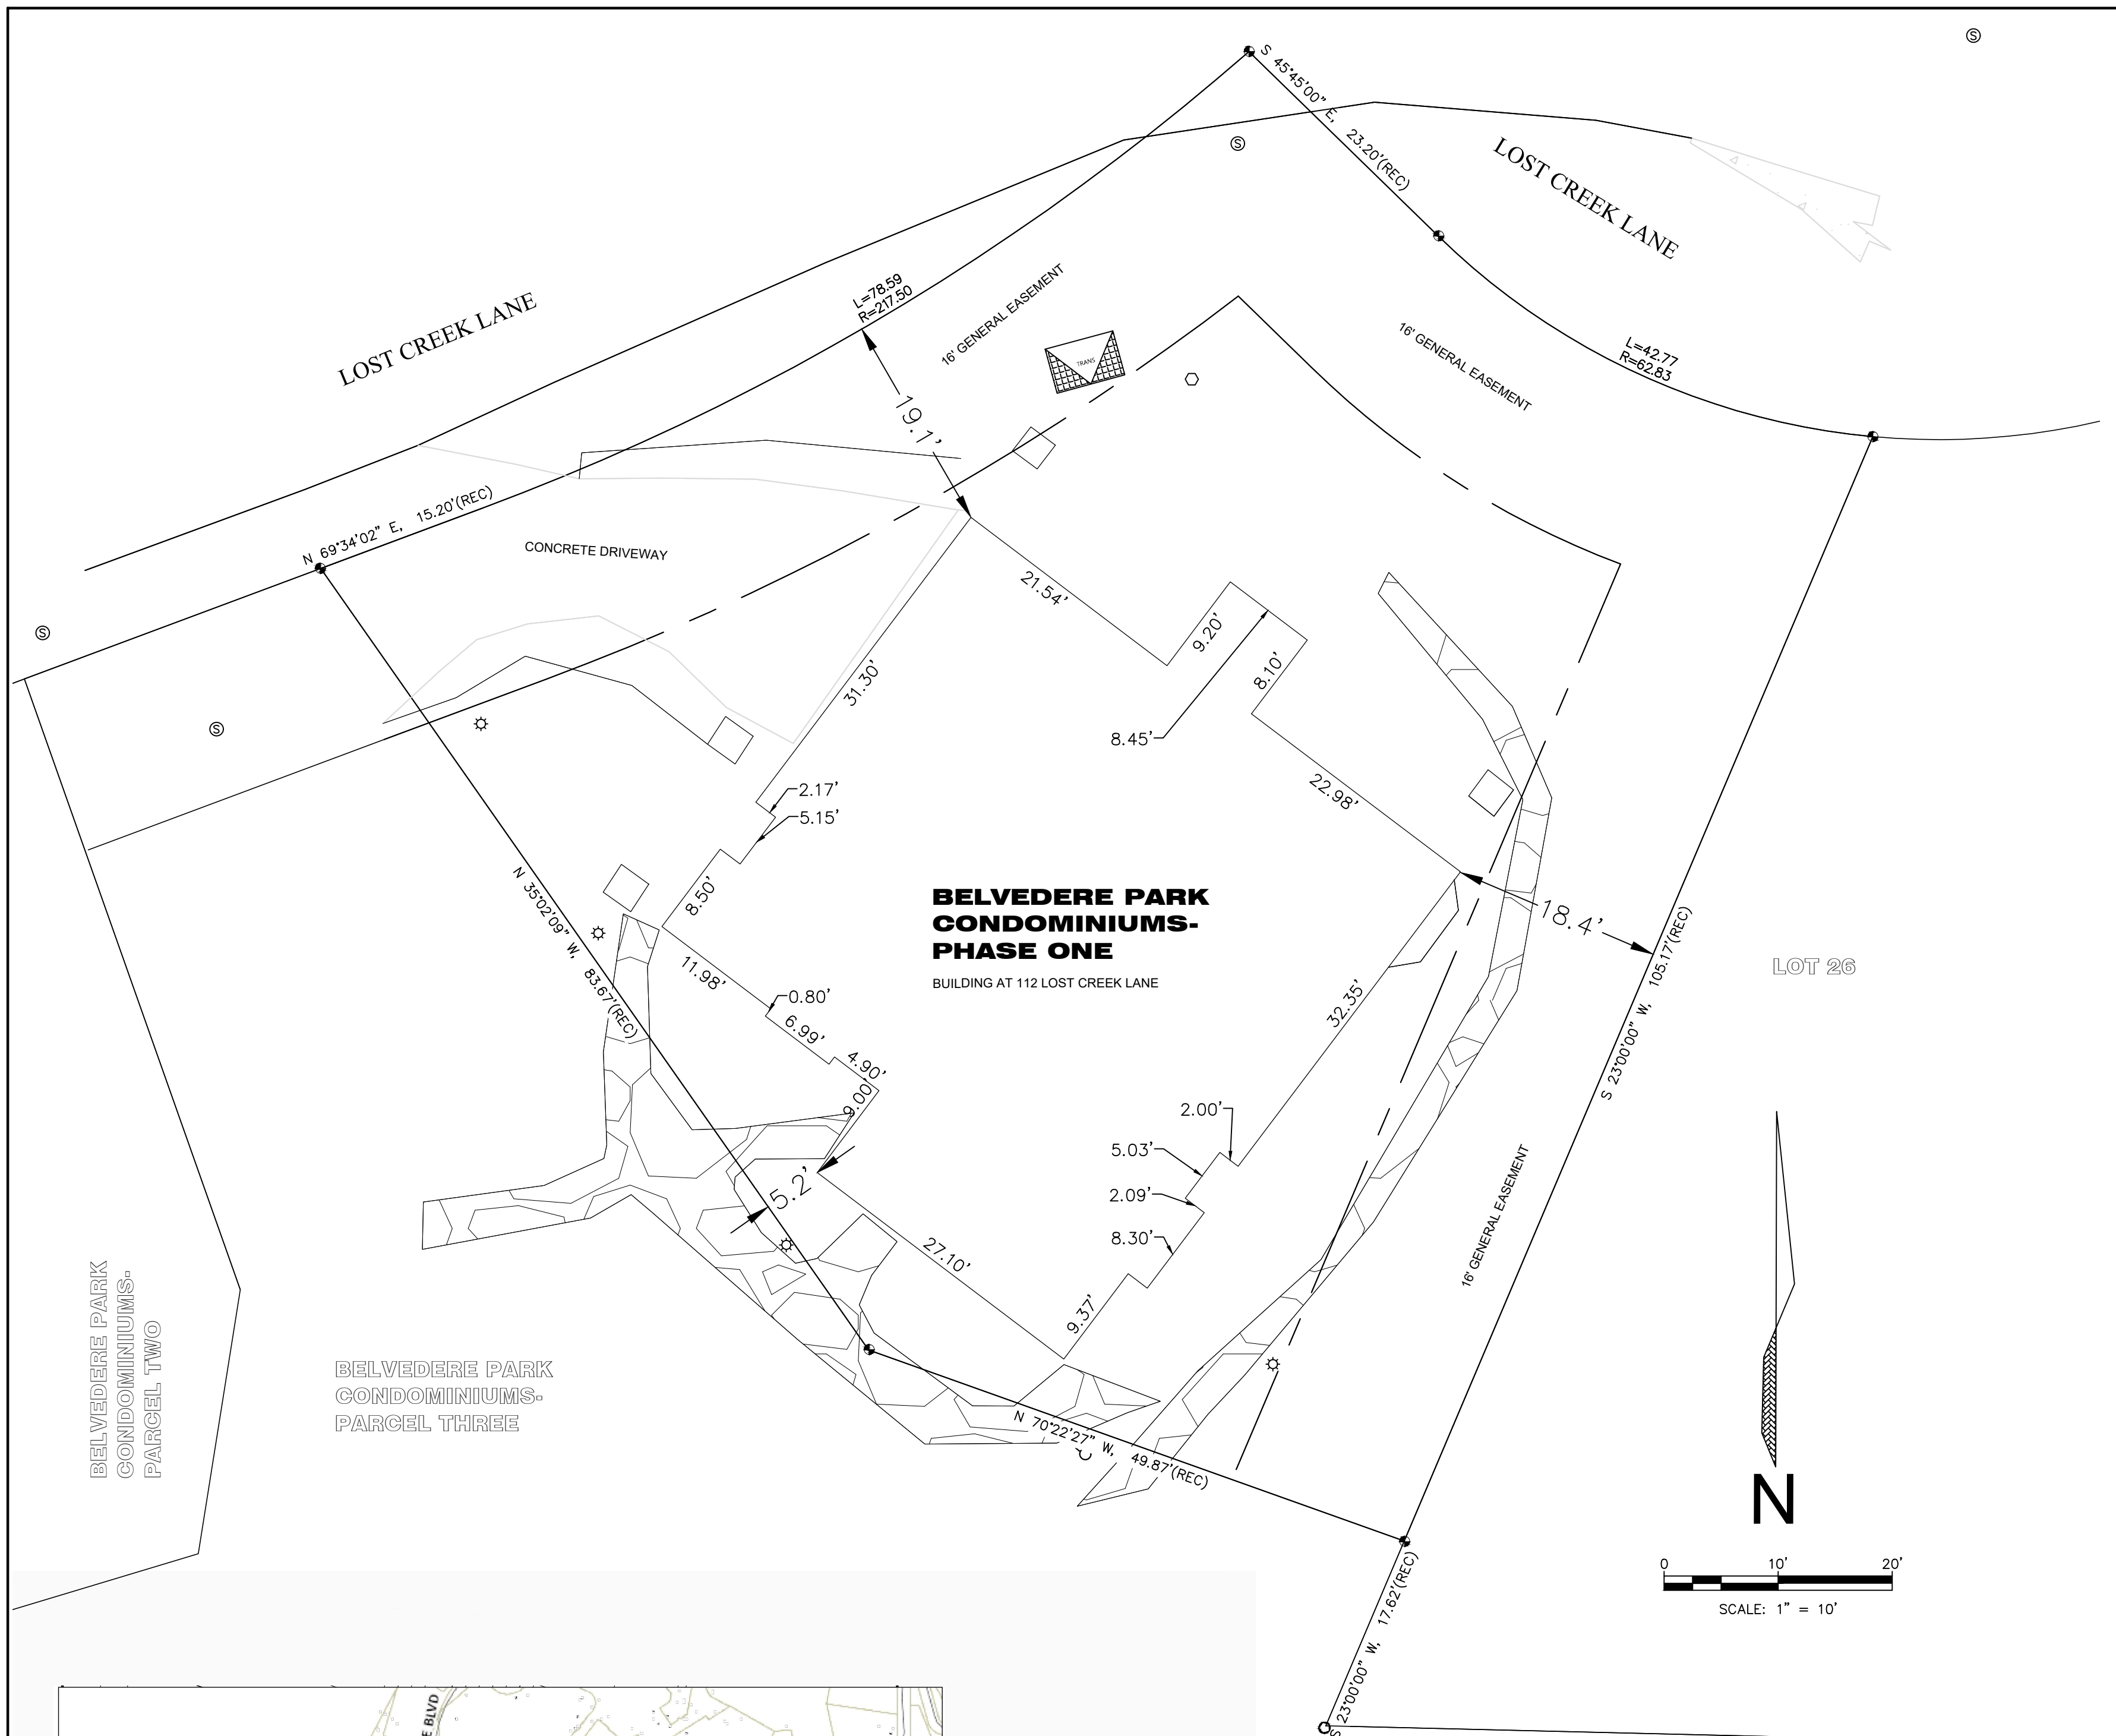 S
S 45°45'00" E, 23.20'(REC)
S
LOST CREEK LANE
LOST CREEK LANE
L=78.59
R=217.50
16' GENERAL EASEMENT
16' GENERAL EASEMENT
L=42.77
R=62.83
TRANS
19.1'
N 69°34'02" E, 15.20'(REC)
CONCRETE DRIVEWAY
21.54'
9.20'
8.10'
S
31.30'
8.45'
S
22.98'
2.17'
5.15'
N 35°02'09" W, 83.67'(REC)
8.50'
BELVEDERE PARK
CONDOMINIUMS-
PHASE ONE
BUILDING AT 112 LOST CREEK LANE
18.4'
S 23°00'00" W, 105.17'(REC)
LOT 26
11.98'
0.80'
6.99'
32.35'
4.90'
9.00'
2.00'
5.03'
5.2'
2.09'
8.30'
27.10'
16' GENERAL EASEMENT
9.37'
BELVEDERE PARK
CONDOMINIUMS-
PARCEL TWO
BELVEDERE PARK
CONDOMINIUMS-
PARCEL THREE
N 70°22'27" W, 49.87'(REC)
N
0 10' 20'
SCALE: 1" = 10'
S 23°00'00" W, 17.62'(REC)
S
E BLVD